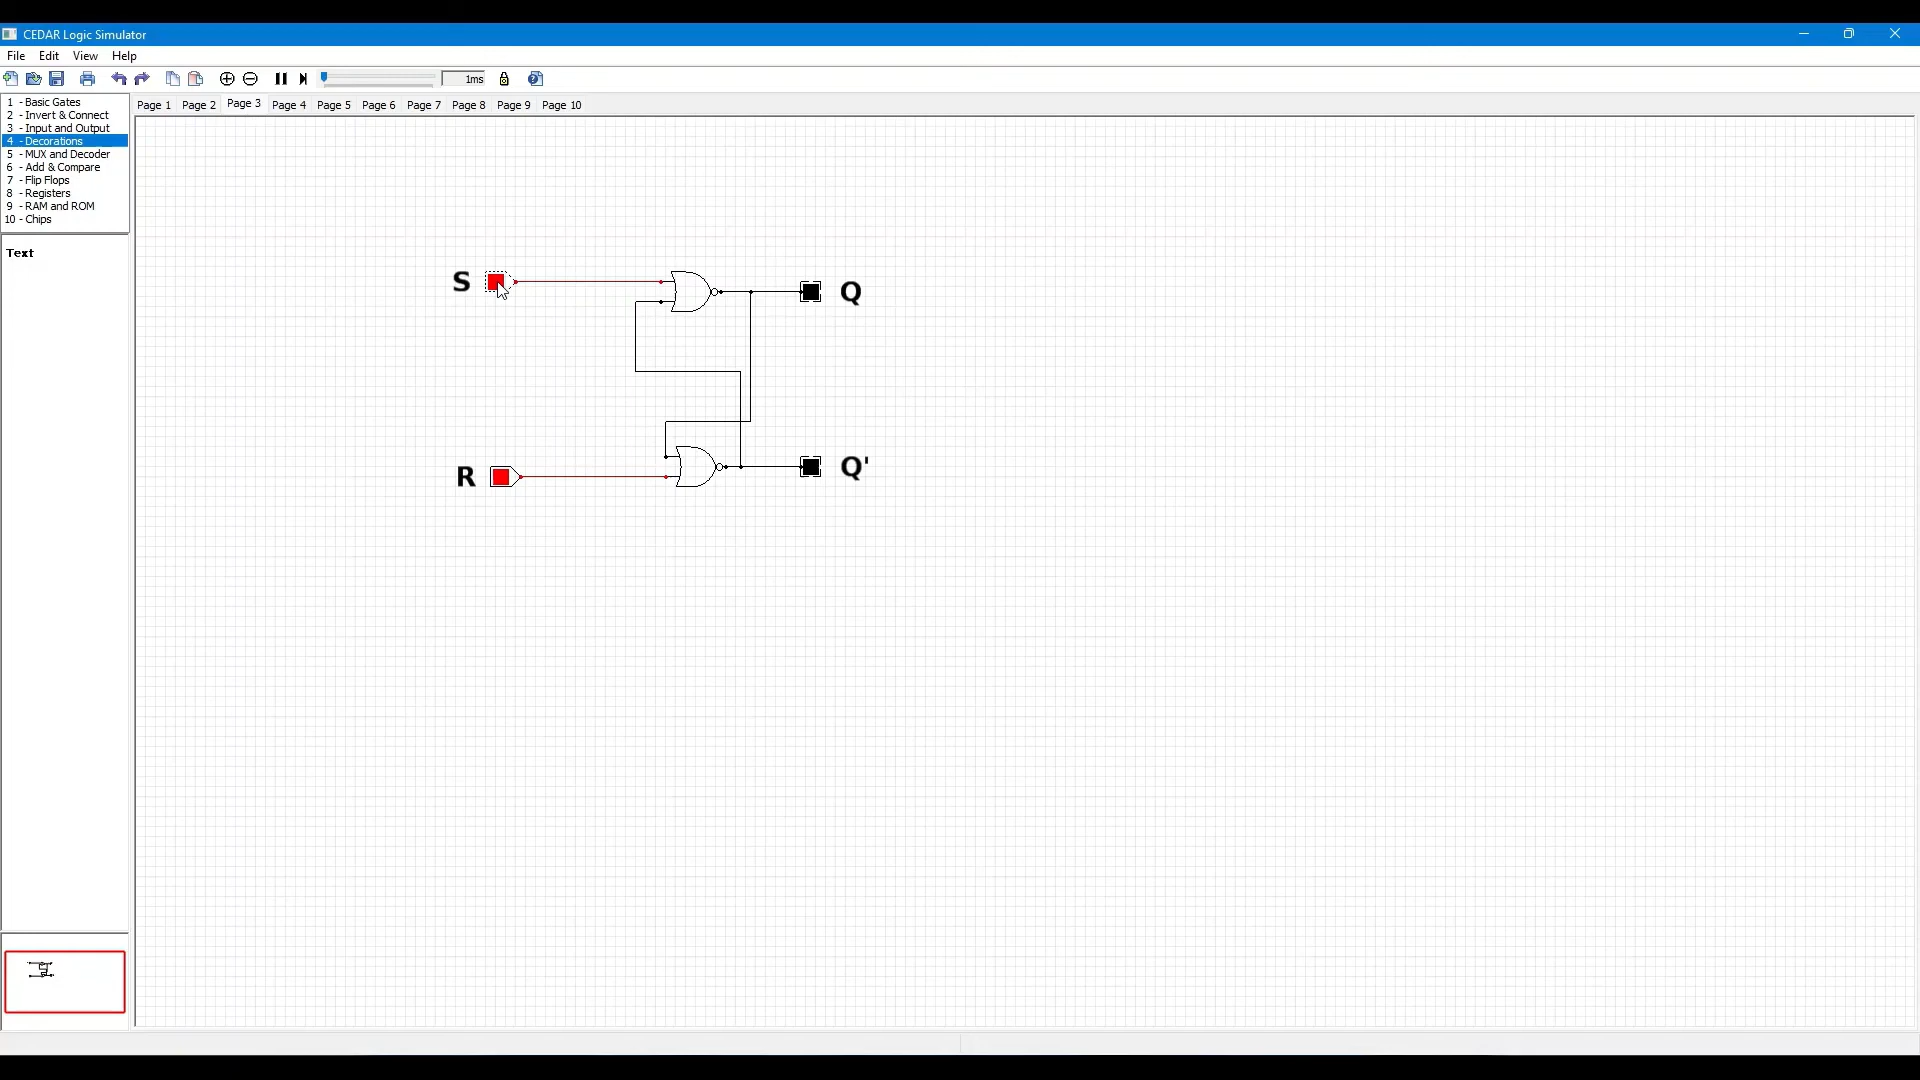 CEDAR Logic Simulator
File Edit View Help
1ms
1 - Basic Gates
2 - Invert & Connect
3 - Input and Output
4 - Decorations
5 - MUX and Decoder
6 - Add & Compare
7 - Flip Flops
8 - Registers
9 - RAM and ROM
10 - Chips
Page 1 Page 2 Page 3 Page 4 Page 5 Page 6 Page 7 Page 8 Page 9 Page 10
Text
S
Q
R
Q'